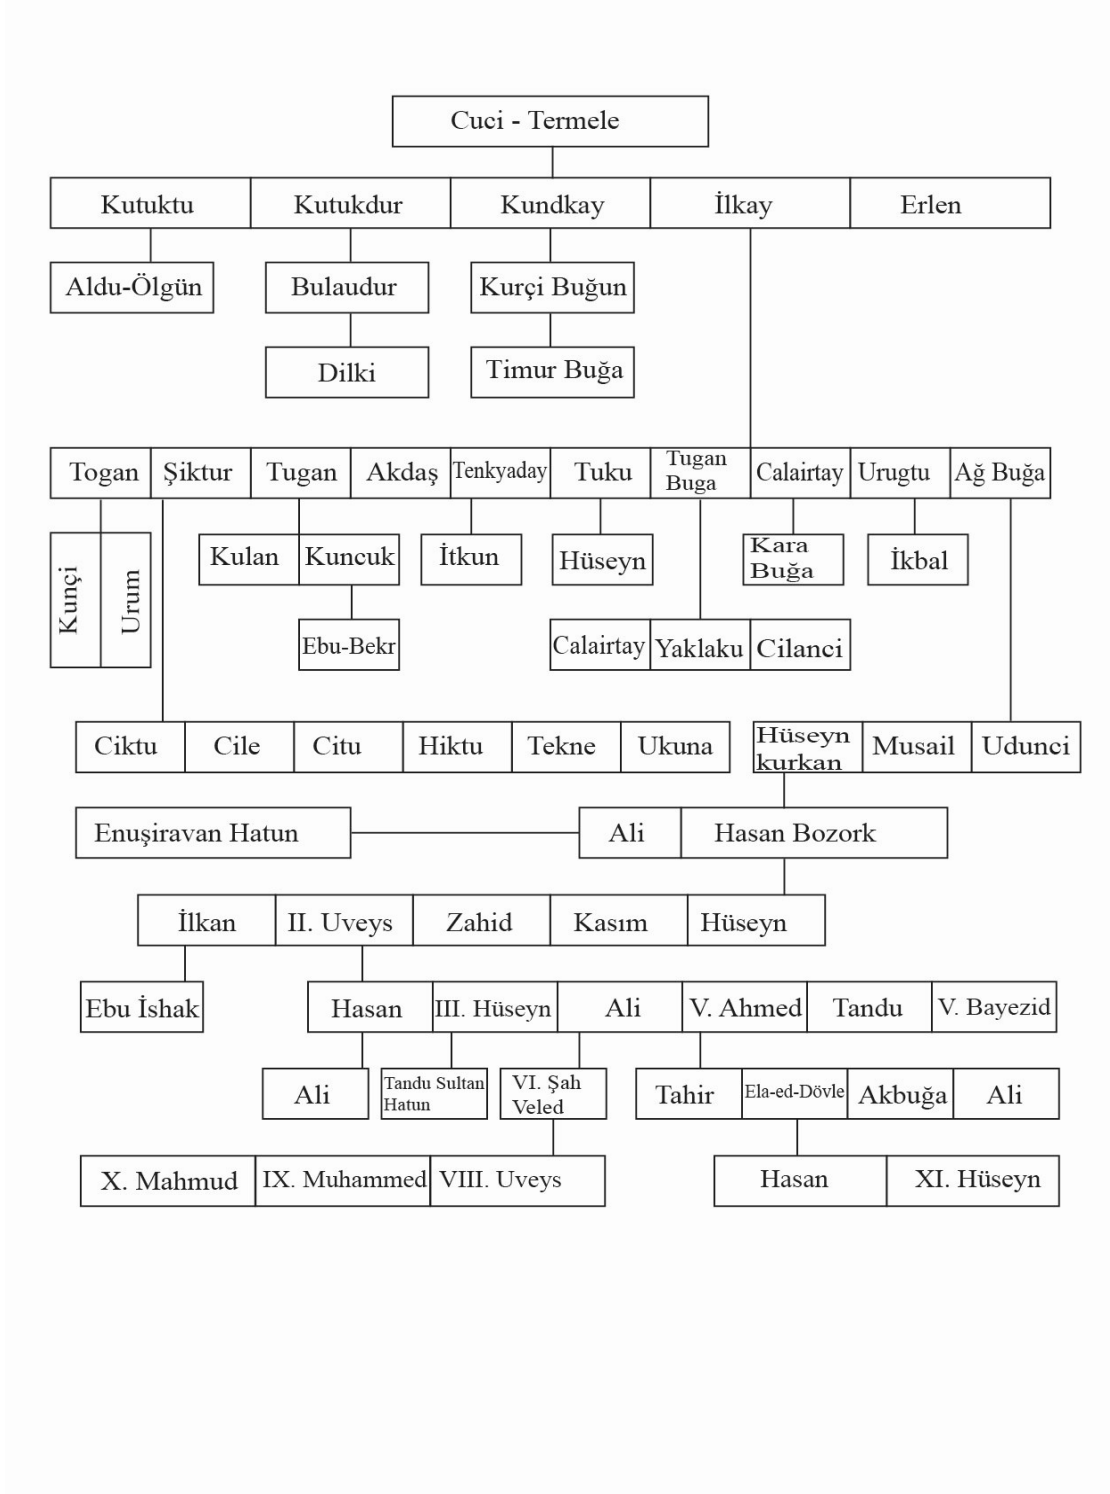 Cuci - Termele
Kutuktu
Kutukdur
Kundkay
İlkay
Erlen
Aldu-Ölgün
Bulaudur
Kurçi Buğun
Dilki
Timur Buğa
Togan
Şiktur
Tugan
Akdaş
Tenkyaday
Tuku
Tugan
Buga
Calairtay
Urugtu
Ağ Buğa
Kunçi
Urum
Kulan
Kuncuk
İtkun
Hüseyn
Kara
Buğa
İkbal
Ebu-Bekr
Calairtay
Yaklaku
Cilanci
Ciktu
Cile
Citu
Hiktu
Tekne
Ukuna
Hüseyn
kurkan
Musail
Udunci
Enuşiravan Hatun
Ali
Hasan Bozork
İlkan
II. Uveys
Zahid
Kasım
Hüseyn
Ebu İshak
Hasan
III. Hüseyn
Ali
V. Ahmed
Tandu
V. Bayezid
Ali
Tandu Sultan
Hatun
VI. Şah
Veled
Tahir
Ela-ed-Dövle
Akbuğa
Ali
X. Mahmud
IX. Muhammed
VIII. Uveys
Hasan
XI. Hüseyn